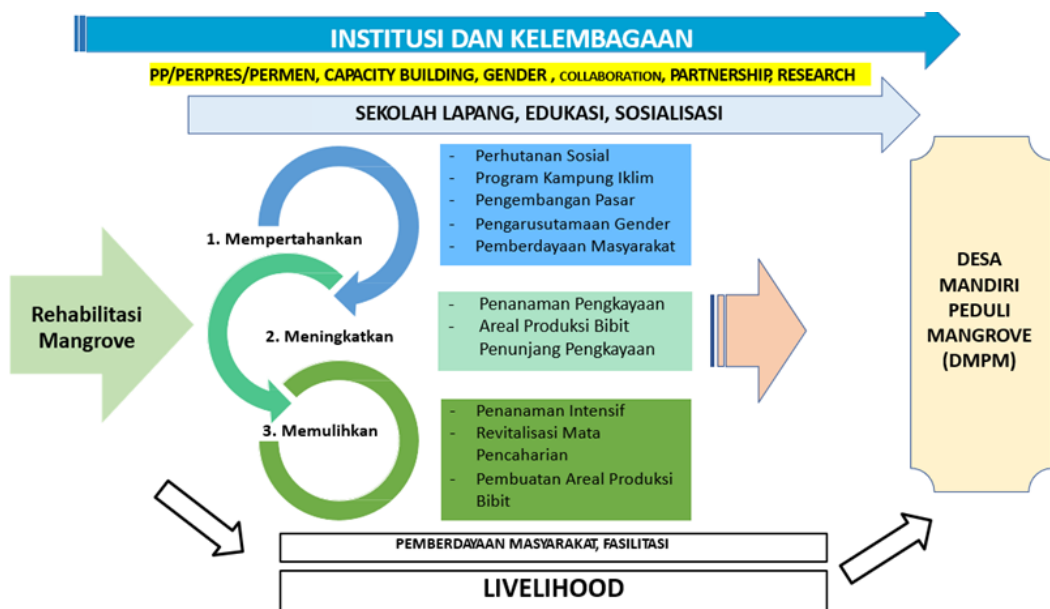 INSTITUSI DAN KELEMBAGAAN
PP/PERPRES/PERMEN, CAPACITY BUILDING, GENDER , COLLABORATION, PARTNERSHIP, RESEARCH
SEKOLAH LAPANG, EDUKASI, SOSIALISASI
Rehabilitasi
Mangrove
1. Mempertahankan
- Perhutanan Sosial
- Program Kampung Iklim
- Pengembangan Pasar
- Pengarusutamaan Gender
- Pemberdayaan Masyarakat
2. Meningkatkan
- Penanaman Pengkayaan
- Areal Produksi Bibit
Penunjang Pengkayaan
3. Memulihkan
- Penanaman Intensif
- Revitalisasi Mata
Pencaharian
- Pembuatan Areal Produksi
Bibit
DESA
MANDIRI
PEDULI
MANGROVE
(DMPM)
PEMBERDAYAAN MASYARAKAT, FASILITASI
LIVELIHOOD